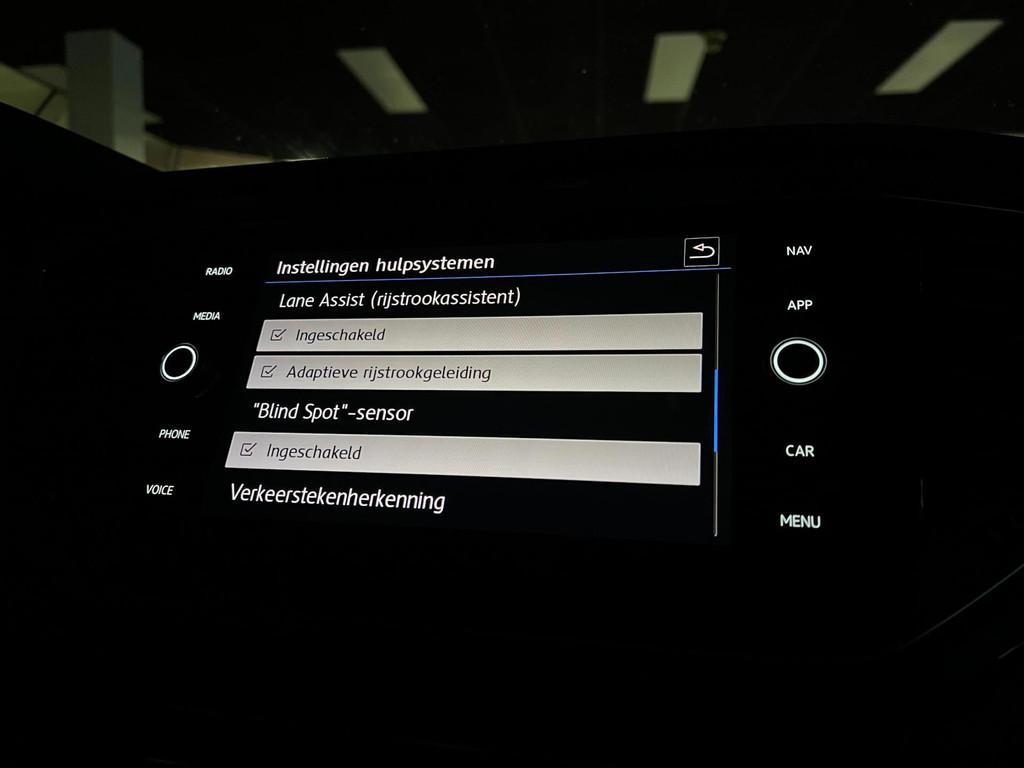 Instellingen hulpsystemen
Lane Assist (rijstrookassistent)
Ingeschakeld
Adaptieve rijstrookgeleiding
"Blind Spot"-sensor
Ingeschakeld
Verkeerstekenherkenning
RADIO
MEDIA
PHONE
VOICE
NAV
APP
CAR
MENU